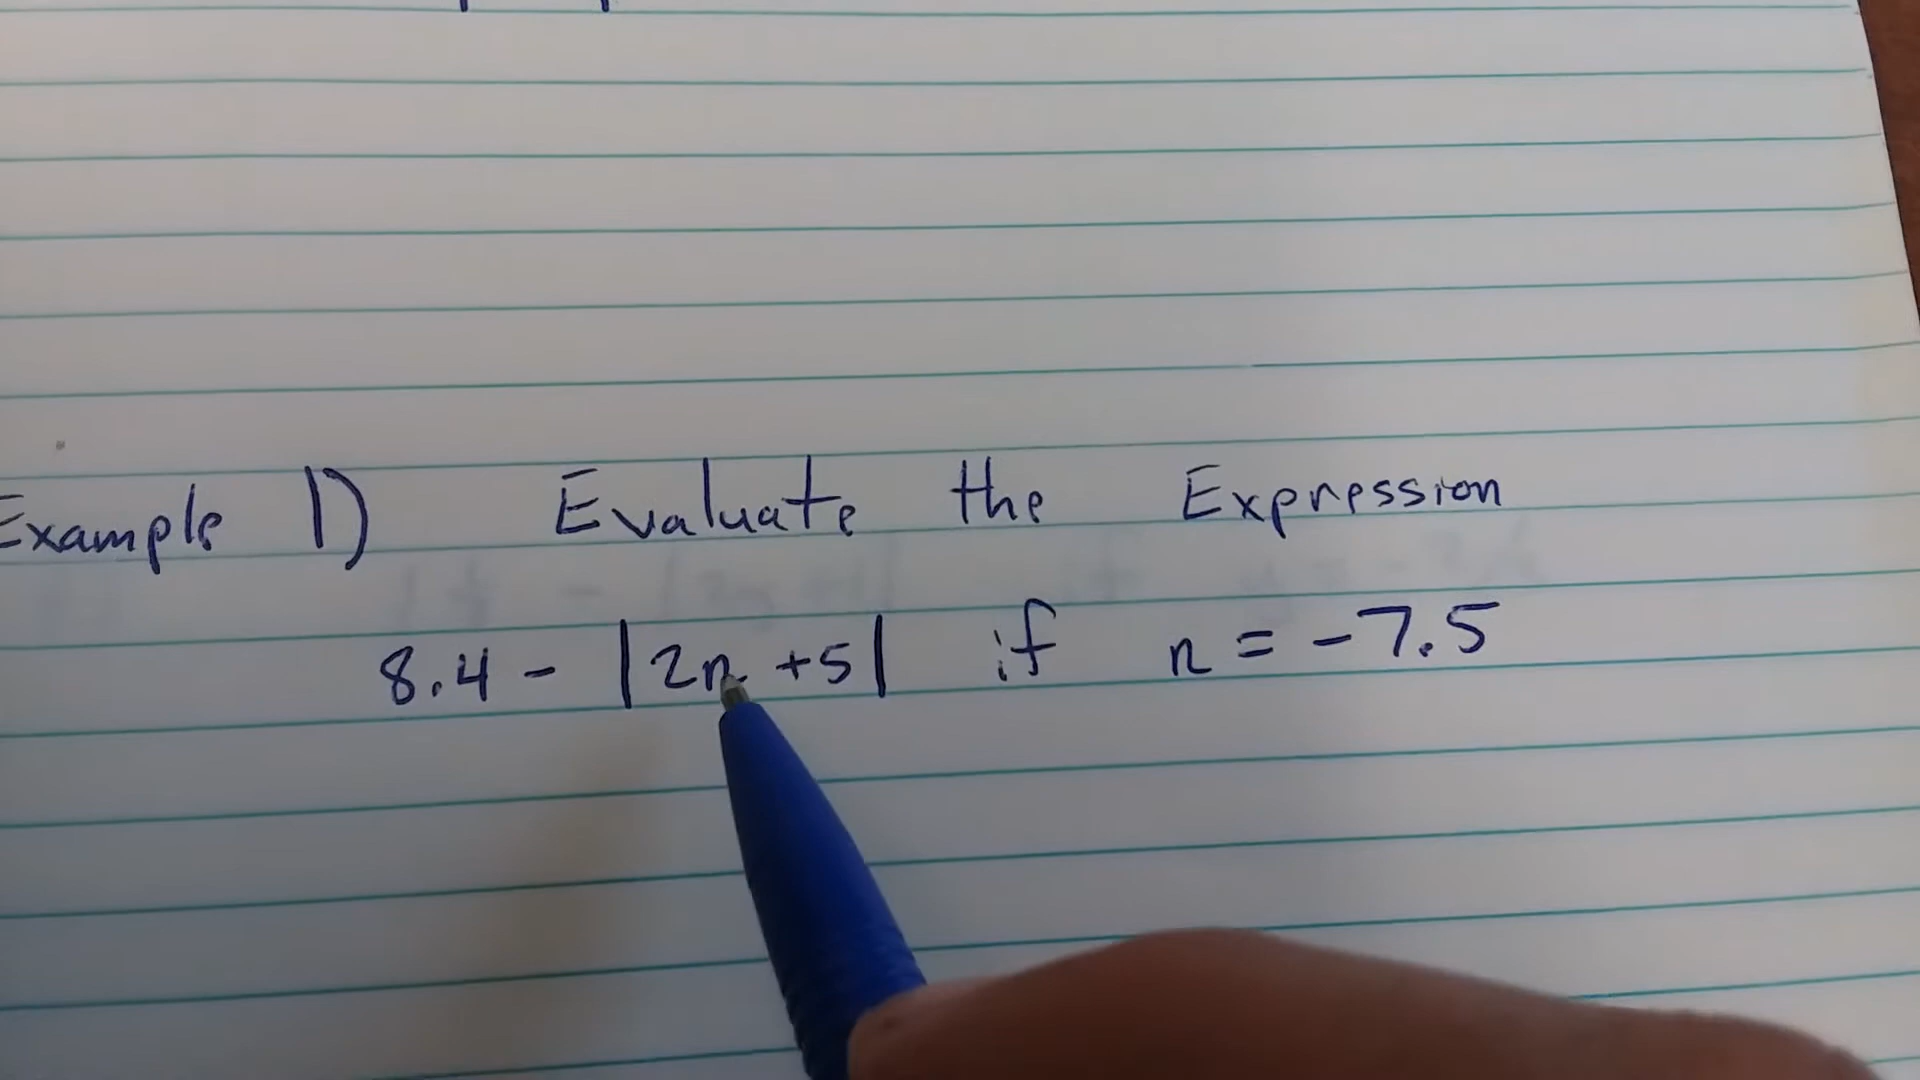 Example 1) Evaluate the Expression
8.4 - |2n +5| if n = -7.5